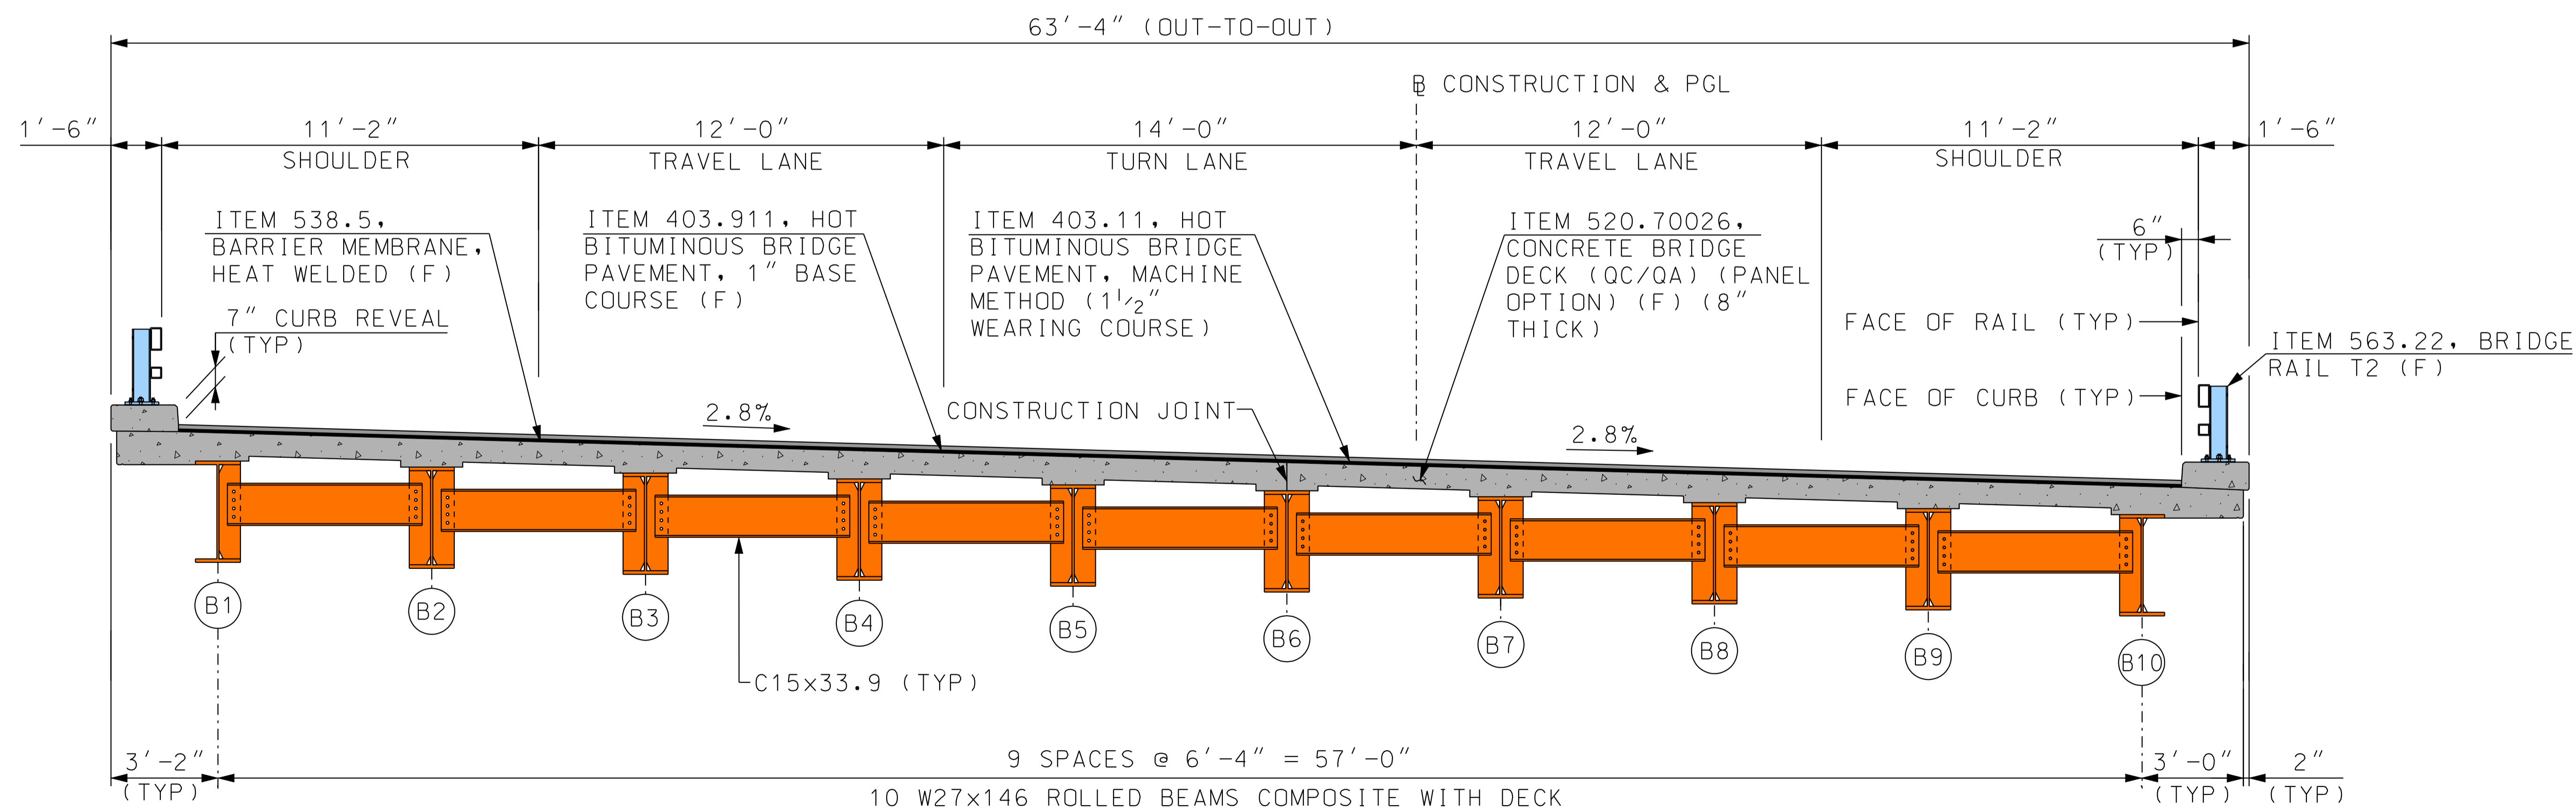 63'-4" (OUT-TO-OUT)
℄ CONSTRUCTION & PGL
1'-6"
11'-2"
SHOULDER
12'-0"
TRAVEL LANE
14'-0"
TURN LANE
12'-0"
TRAVEL LANE
11'-2"
SHOULDER
1'-6"
ITEM 538.5,
BARRIER MEMBRANE,
HEAT WELDED (F)
ITEM 403.911, HOT
BITUMINOUS BRIDGE
PAVEMENT, 1" BASE
COURSE (F)
ITEM 403.11, HOT
BITUMINOUS BRIDGE
PAVEMENT, MACHINE
METHOD (1 1/2"
WEARING COURSE)
ITEM 520.70026,
CONCRETE BRIDGE
DECK (QC/QA) (PANEL
OPTION) (F) (8"
THICK)
6"
(TYP)
7" CURB REVEAL
(TYP)
FACE OF RAIL (TYP)
ITEM 563.22, BRIDGE
RAIL T2 (F)
FACE OF CURB (TYP)
2.8%
CONSTRUCTION JOINT
2.8%
B1
B2
B3
B4
B5
B6
B7
B8
B9
B10
C15x33.9 (TYP)
3'-2"
(TYP)
9 SPACES @ 6'-4" = 57'-0"
10 W27x146 ROLLED BEAMS COMPOSITE WITH DECK
3'-0"
(TYP)
2"
(TYP)